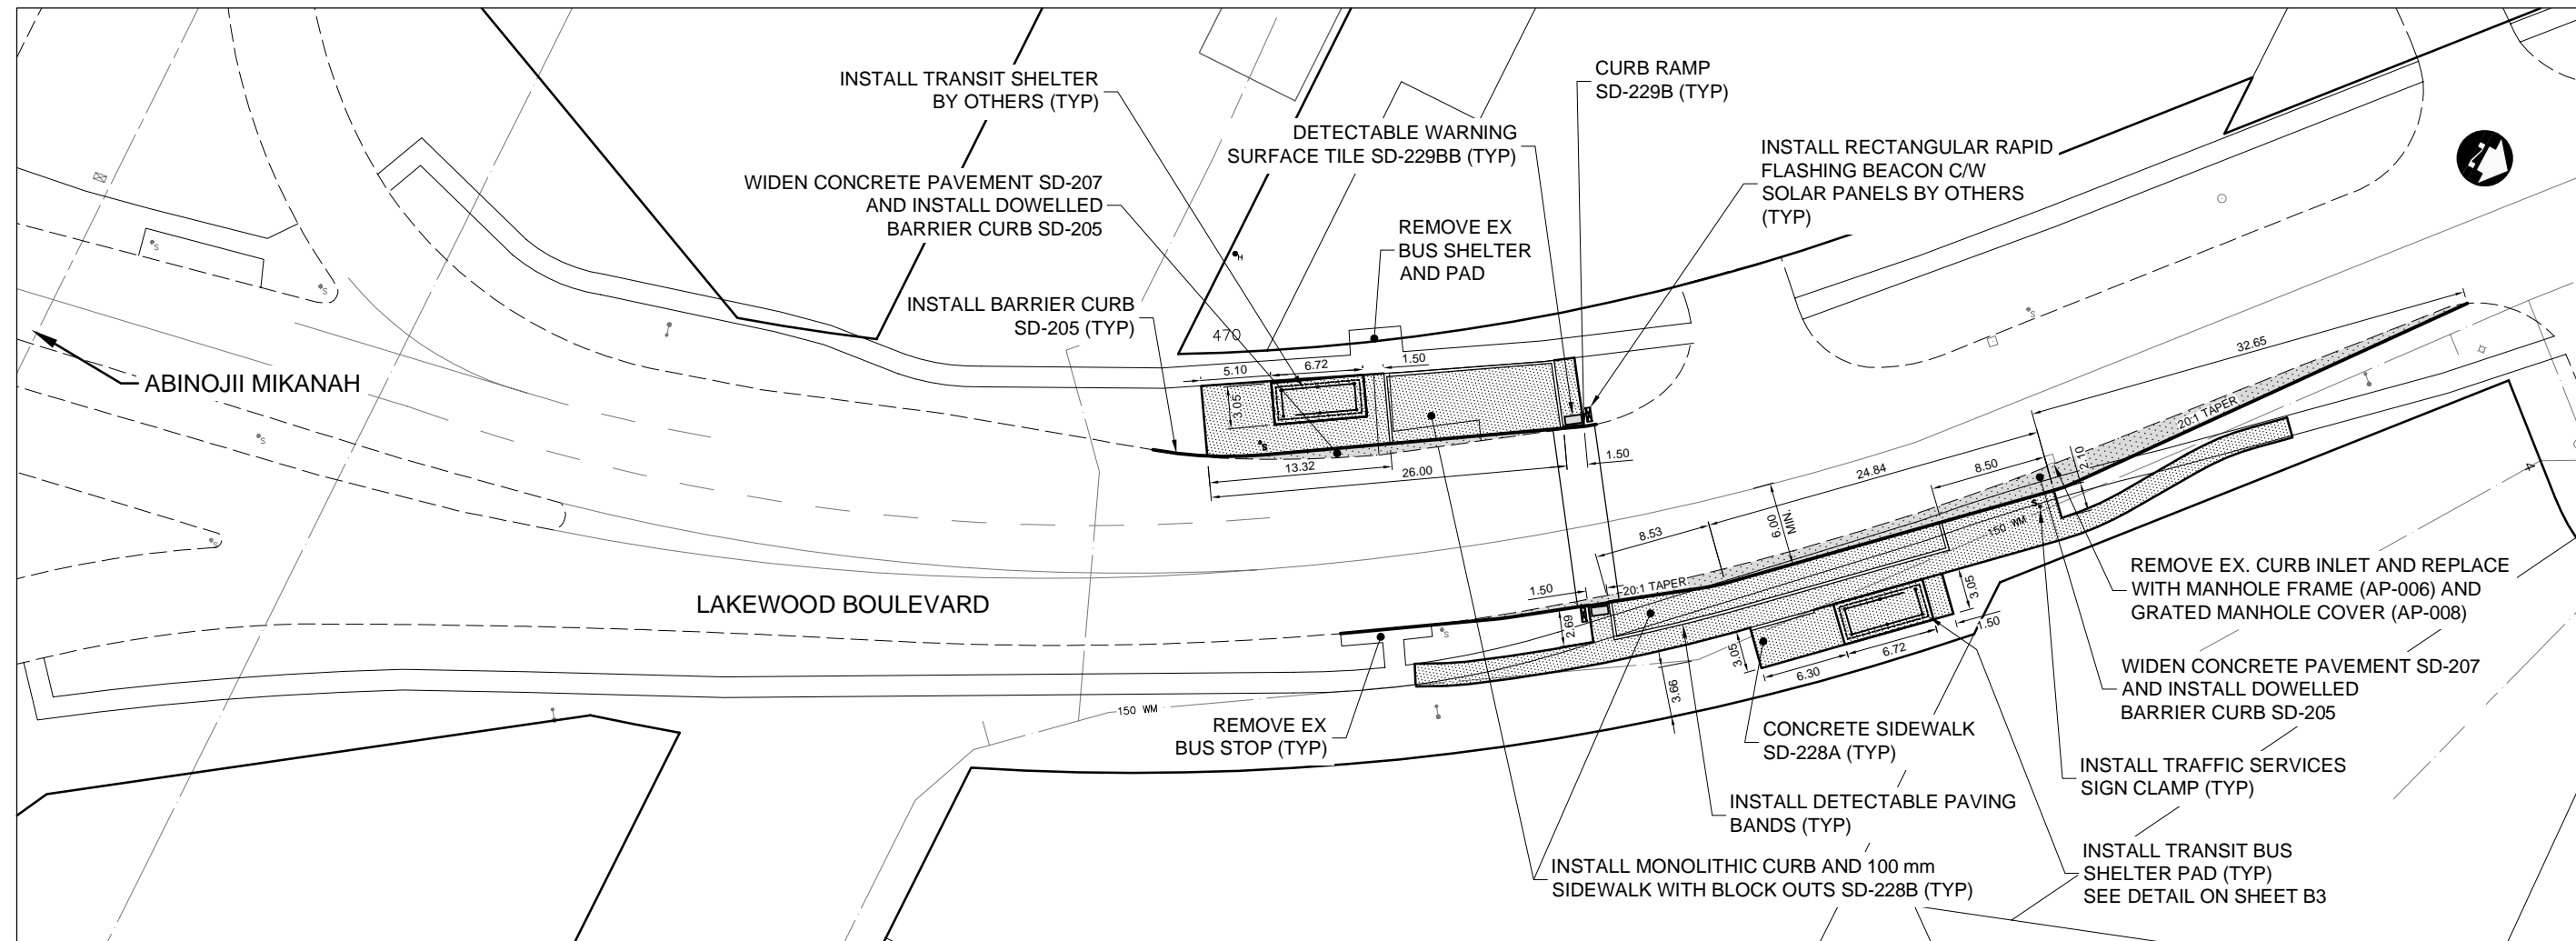 INSTALL TRANSIT SHELTER
BY OTHERS (TYP)
CURB RAMP
SD-229B (TYP)
DETECTABLE WARNING
SURFACE TILE SD-229BB (TYP)
INSTALL RECTANGULAR RAPID
FLASHING BEACON C/W
SOLAR PANELS BY OTHERS
(TYP)
WIDEN CONCRETE PAVEMENT SD-207
AND INSTALL DOWELLED
BARRIER CURB SD-205
REMOVE EX
BUS SHELTER
AND PAD
INSTALL BARRIER CURB
SD-205 (TYP)
470
ABINOJII MIKANAH
5.10
6.72
1.50
3.05
13.32
26.00
1.50
32.65
20:1 TAPER
24.84
8.50
2.10
6.00
MIN.
8.53
150 WM
1.50
20:1 TAPER
2.69
3.05
1.50
3.05
6.72
6.30
3.66
LAKEWOOD BOULEVARD
150 WM
REMOVE EX
BUS STOP (TYP)
REMOVE EX. CURB INLET AND REPLACE
WITH MANHOLE FRAME (AP-006) AND
GRATED MANHOLE COVER (AP-008)
WIDEN CONCRETE PAVEMENT SD-207
AND INSTALL DOWELLED
BARRIER CURB SD-205
CONCRETE SIDEWALK
SD-228A (TYP)
INSTALL TRAFFIC SERVICES
SIGN CLAMP (TYP)
INSTALL DETECTABLE PAVING
BANDS (TYP)
INSTALL MONOLITHIC CURB AND 100 mm
SIDEWALK WITH BLOCK OUTS SD-228B (TYP)
INSTALL TRANSIT BUS
SHELTER PAD (TYP)
SEE DETAIL ON SHEET B3